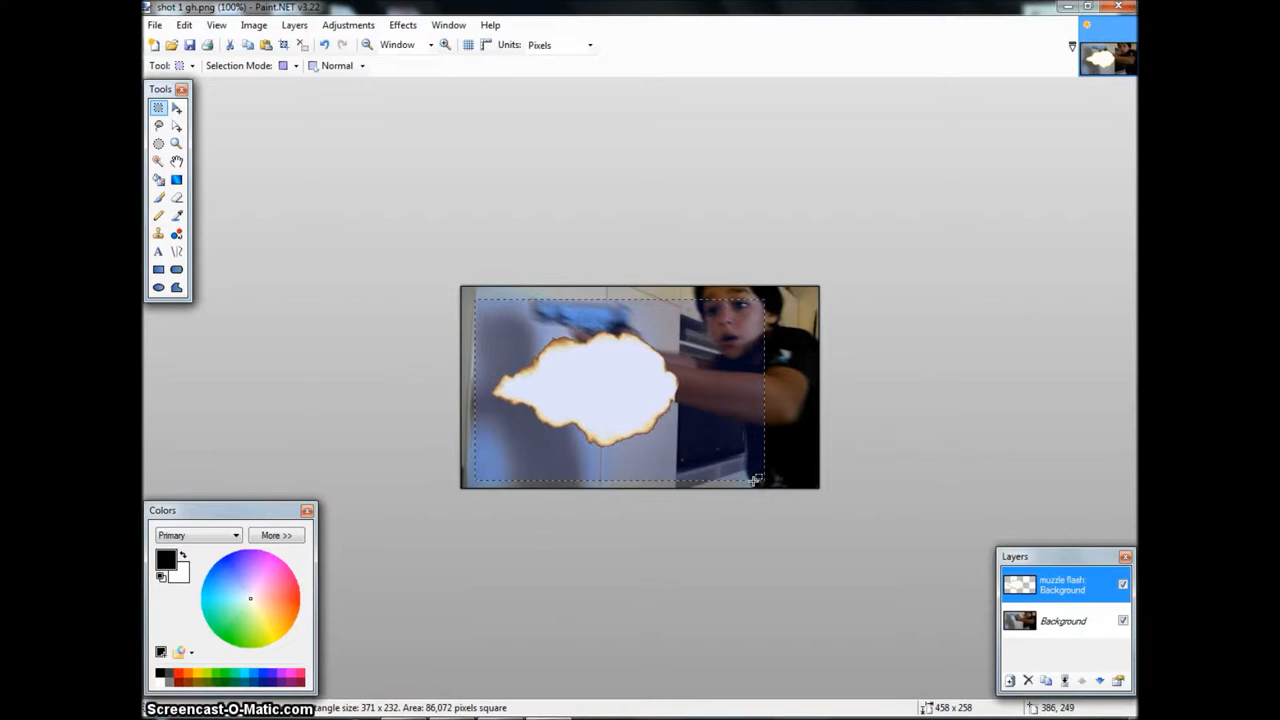 shot 1 gh.png (100%) - Paint.NET v3.22
File Edit View Image Layers Adjustments Effects Window Help
Window Units: Pixels
Tool: Selection Mode: Normal
Tools
Colors
Primary More >>
Layers
muzzle flash:
Background
Background
Screencast-O-Matic.com tangle size: 371 x 232. Area: 86,072 pixels square 458 x 258 386, 249